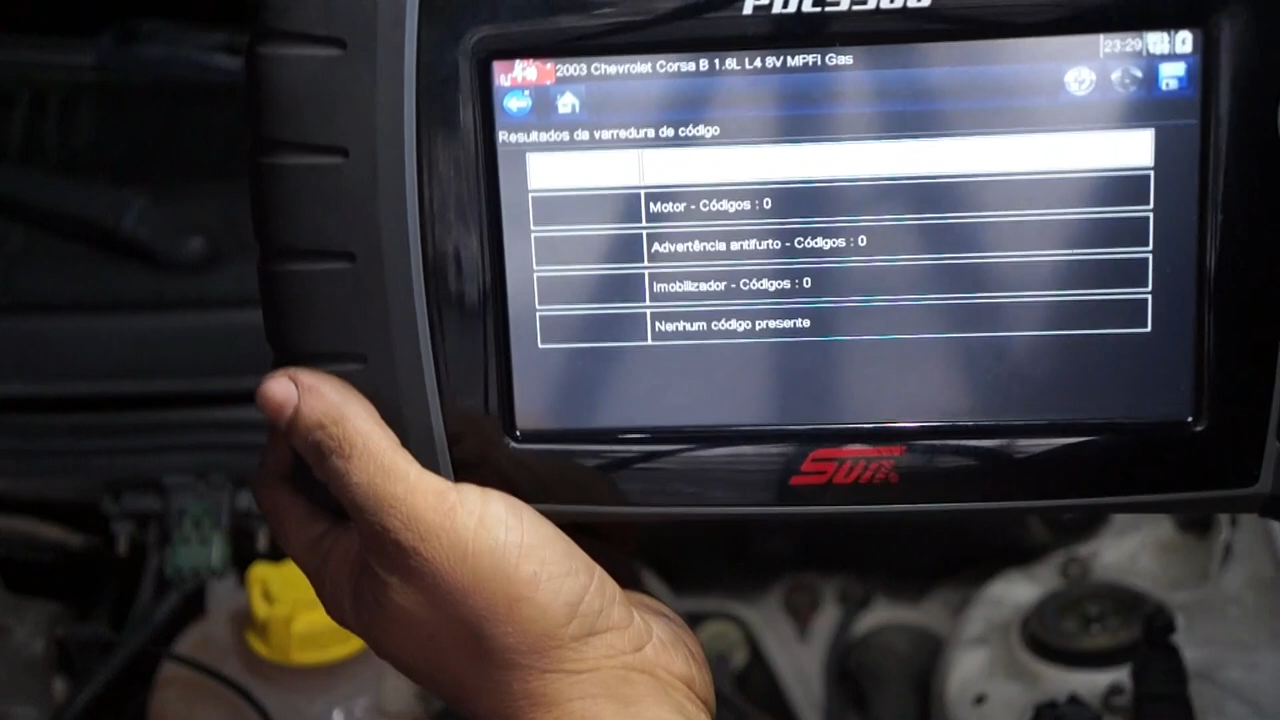 23:29
2003 Chevrolet Corsa B 1.6L L4 8V MPFI Gas
Resultados da varredura de código
Motor - Códigos : 0
Advertência antifurto - Códigos : 0
Imobilizador - Códigos : 0
Nenhum código presente
Sun